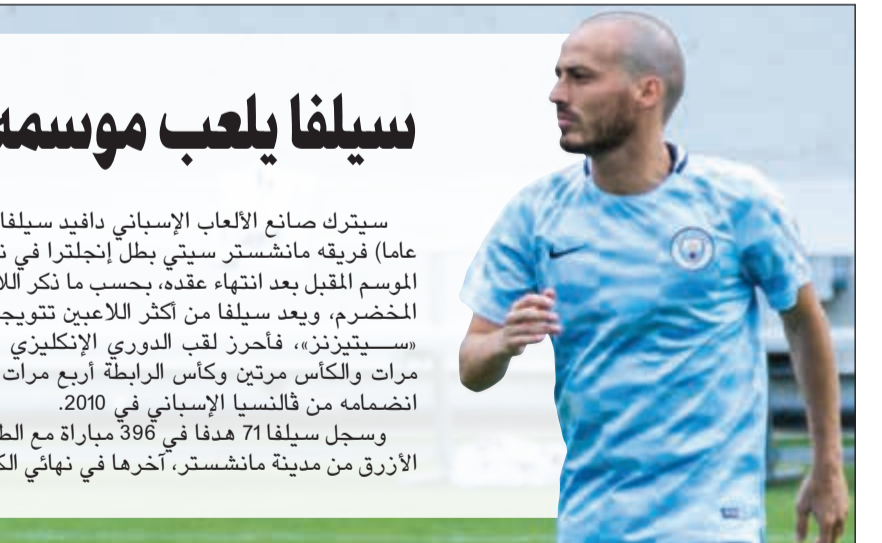 سيلفا يلعب موسمه
سيترك صانع الألعاب الإسباني دافيد سيلفا
عاما) فريقه مانشستر سيتي بطل إنجلترا في
الموسم المقبل بعد انتهاء عقده، بحسب ما ذكر
المخضرم، ويعد سيلفا من أكثر اللاعبين
«سيتيزنز»، فأحرز لقب الدوري الإنكليزي
مرات والكأس مرتين وكأس الرابطة أربع مرات
انضمامه من ڤالنسيا الإسباني في 2010.
وسجل سيلفا 71 هدفا في 396 مباراة مع
الأزرق من مدينة مانشستر، آخرها في نهائي